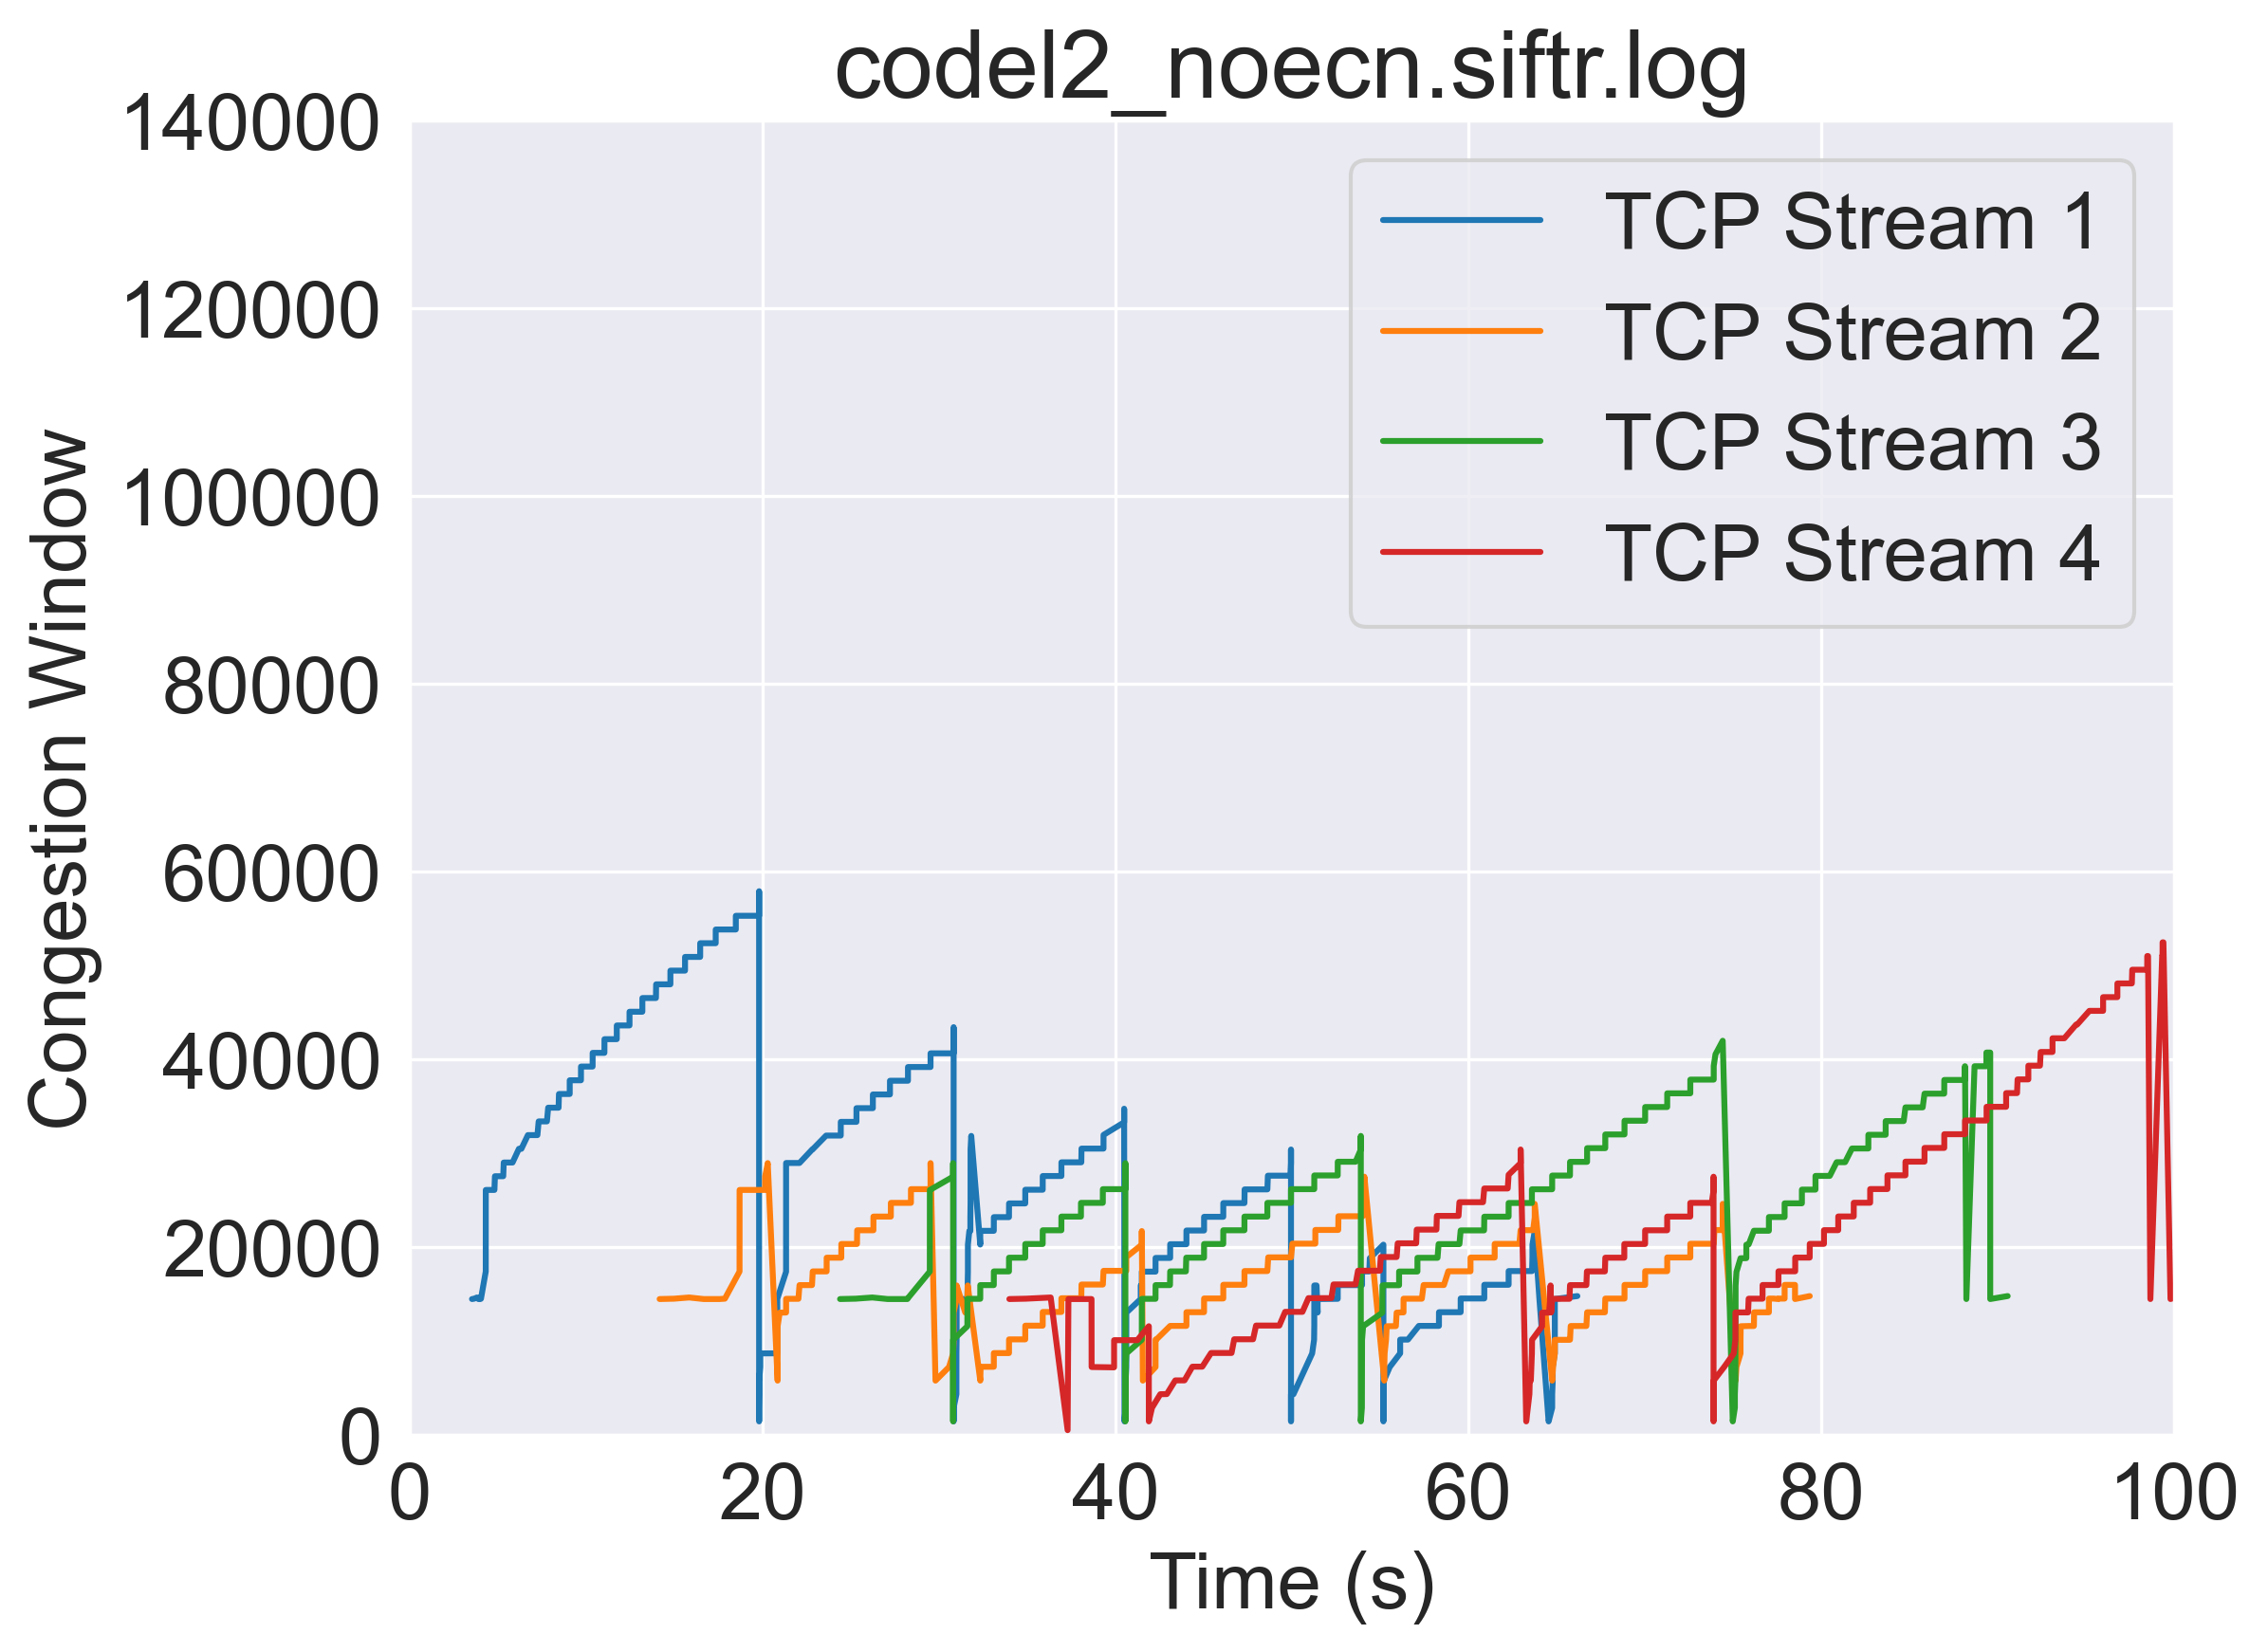 codel2_noecn.siftr.log
140000
120000
100000
80000
60000
40000
20000
0
Congestion Window
TCP Stream 1
TCP Stream 2
TCP Stream 3
TCP Stream 4
0 20 40 60 80 100
Time (s)